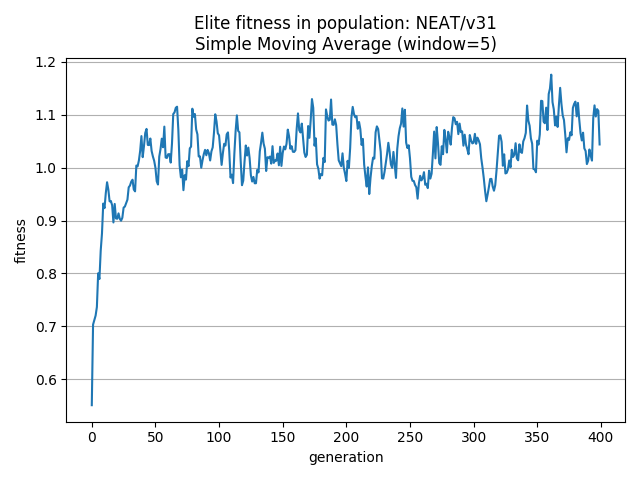 Elite fitness in population: NEAT/v31
Simple Moving Average (window=5)
1.2
1.1
1.0
0.9
0.8
0.7
0.6
fitness
0 50 100 150 200 250 300 350 400
generation